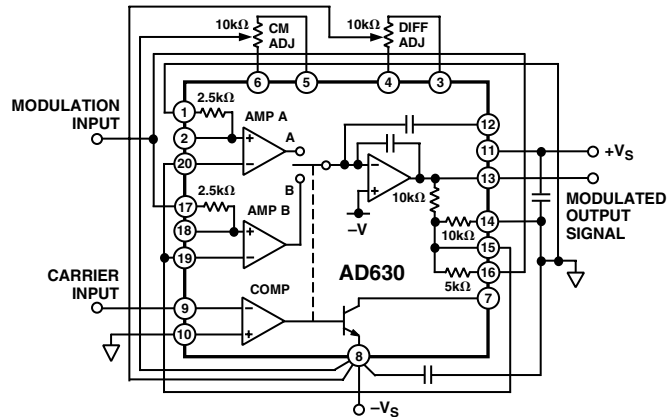 10kΩ
CM
ADJ
10kΩ
DIFF
ADJ
6
5
4
3
MODULATION
INPUT
1
2.5kΩ
AMP A
A
2
+
20
−
12
11
+VS
13
17
2.5kΩ
B
AMP B
18
+
19
−
−
+
−V
10kΩ
10kΩ
14
15
5kΩ
16
MODULATED
OUTPUT
SIGNAL
CARRIER
INPUT
COMP
AD630
9
−
10
+
7
8
−VS